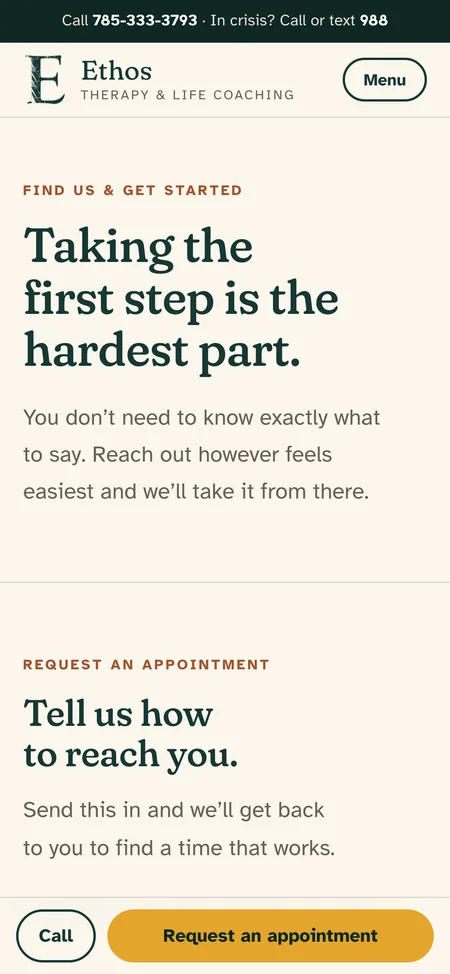 Call 785-333-3793 · In crisis? Call or text 988
E Ethos
THERAPY & LIFE COACHING
Menu
FIND US & GET STARTED
Taking the
first step is the
hardest part.
You don’t need to know exactly what
to say. Reach out however feels
easiest and we’ll take it from there.
REQUEST AN APPOINTMENT
Tell us how
to reach you.
Send this in and we’ll get back
to you to find a time that works.
Call
Request an appointment